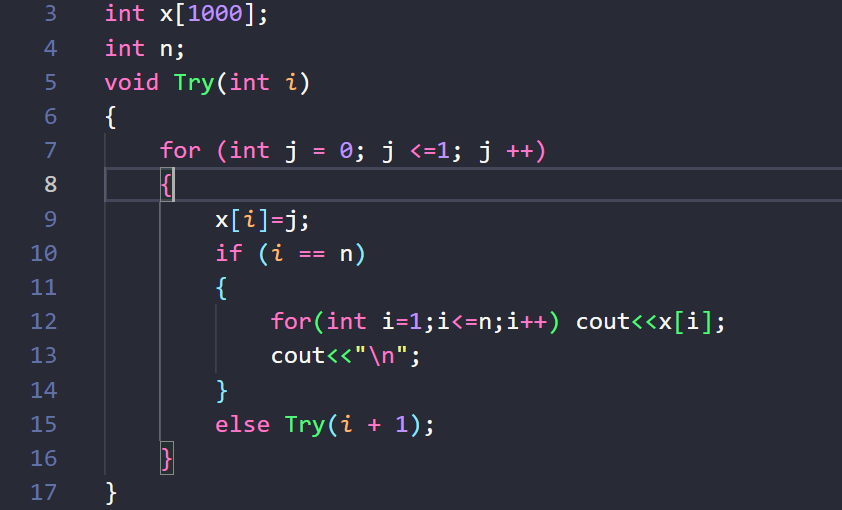 3 int x[1000];
4 int n;
5 void Try(int i)
6 {
7 for (int j = 0; j <=1; j ++)
8 {
9 x[i]=j;
10 if (i == n)
11 {
12 for(int i=1;i<=n;i++) cout<<x[i];
13 cout<<"\n";
14 }
15 else Try(i + 1);
16 }
17 }